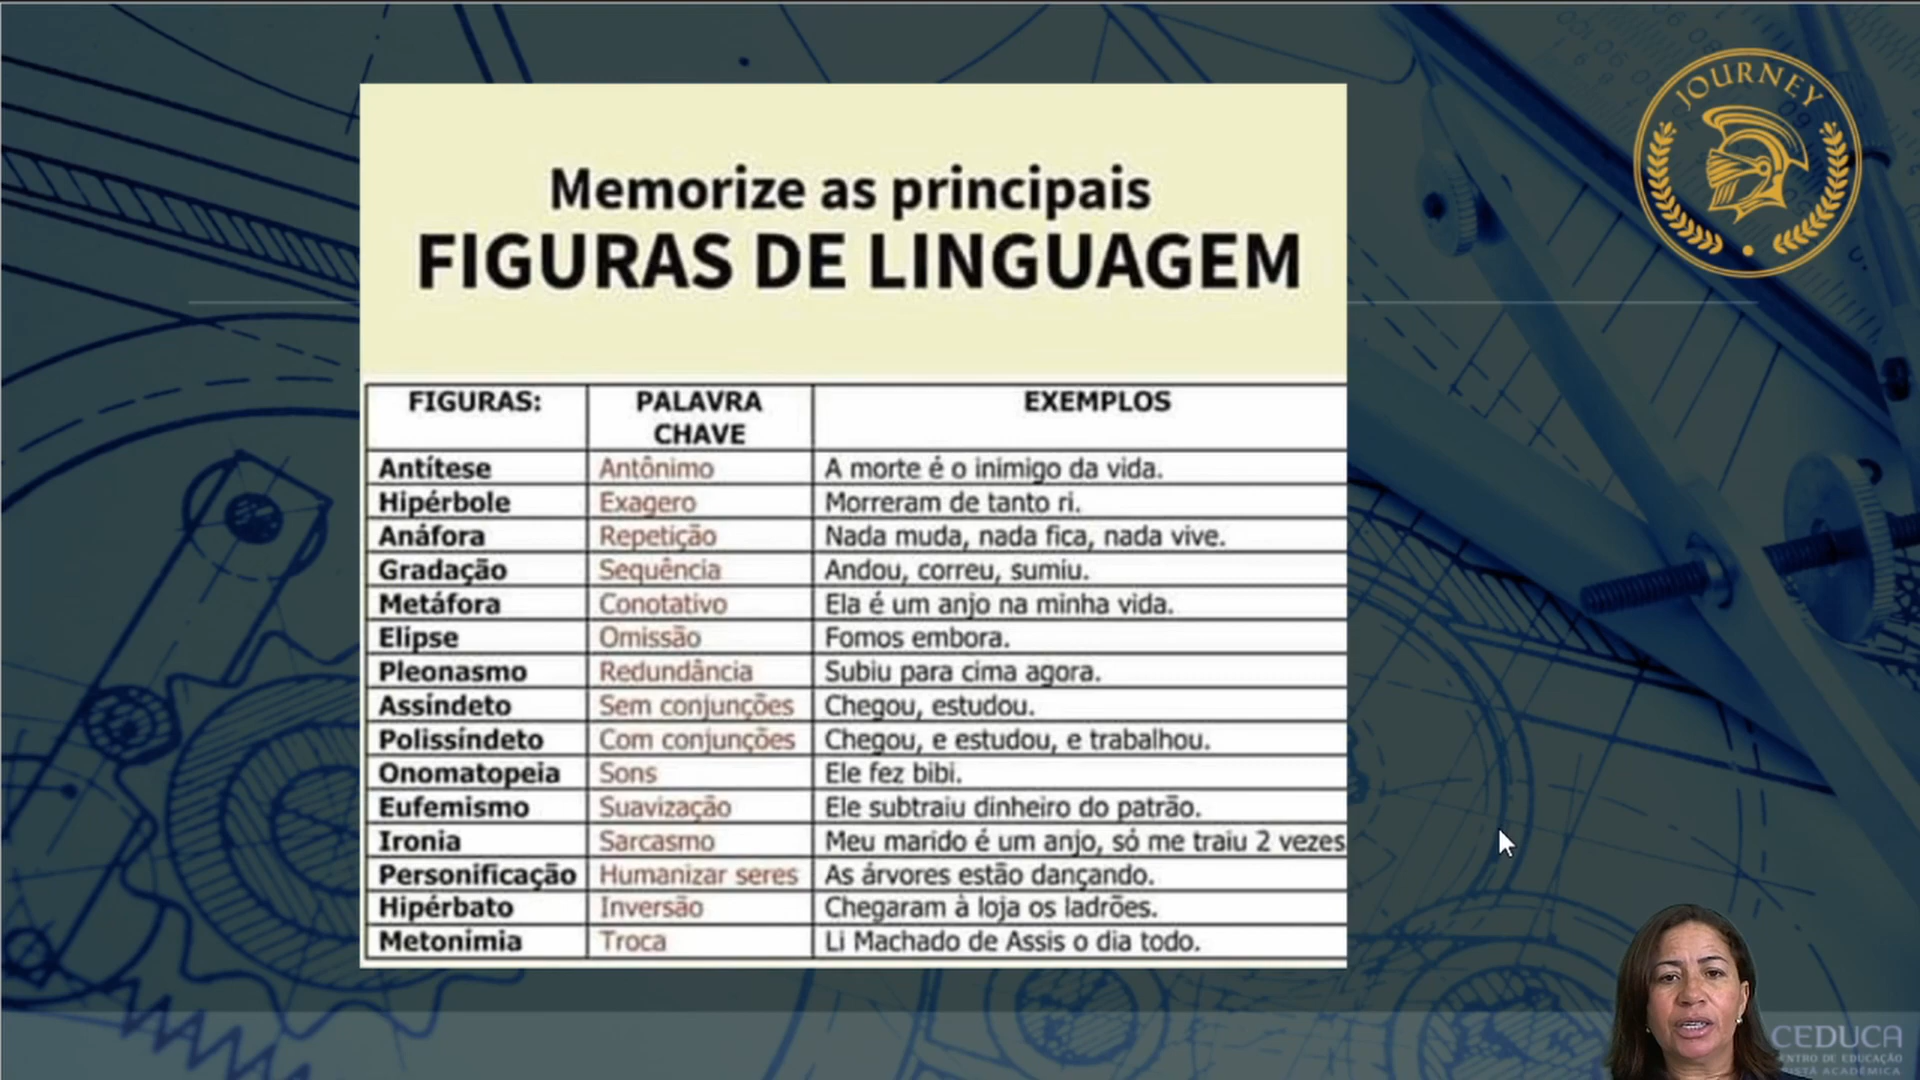 JOURNEY
Memorize as principais
FIGURAS DE LINGUAGEM
FIGURAS: PALAVRA CHAVE EXEMPLOS
Antítese Antônimo A morte é o inimigo da vida.
Hipérbole Exagero Morreram de tanto ri.
Anáfora Repetição Nada muda, nada fica, nada vive.
Gradação Sequência Andou, correu, sumiu.
Metáfora Conotativo Ela é um anjo na minha vida.
Elipse Omissão Fomos embora.
Pleonasmo Redundância Subiu para cima agora.
Assíndeto Sem conjunções Chegou, estudou.
Polissíndeto Com conjunções Chegou, e estudou, e trabalhou.
Onomatopeia Sons Ele fez bibi.
Eufemismo Suavização Ele subtraiu dinheiro do patrão.
Ironia Sarcasmo Meu marido é um anjo, só me traiu 2 vezes
Personificação Humanizar seres As árvores estão dançando.
Hipérbato Inversão Chegaram à loja os ladrões.
Metonímia Troca Li Machado de Assis o dia todo.
CEDUCA
ENTRO DE EDUCAÇÃO
ISTÃ ACADÊMICA